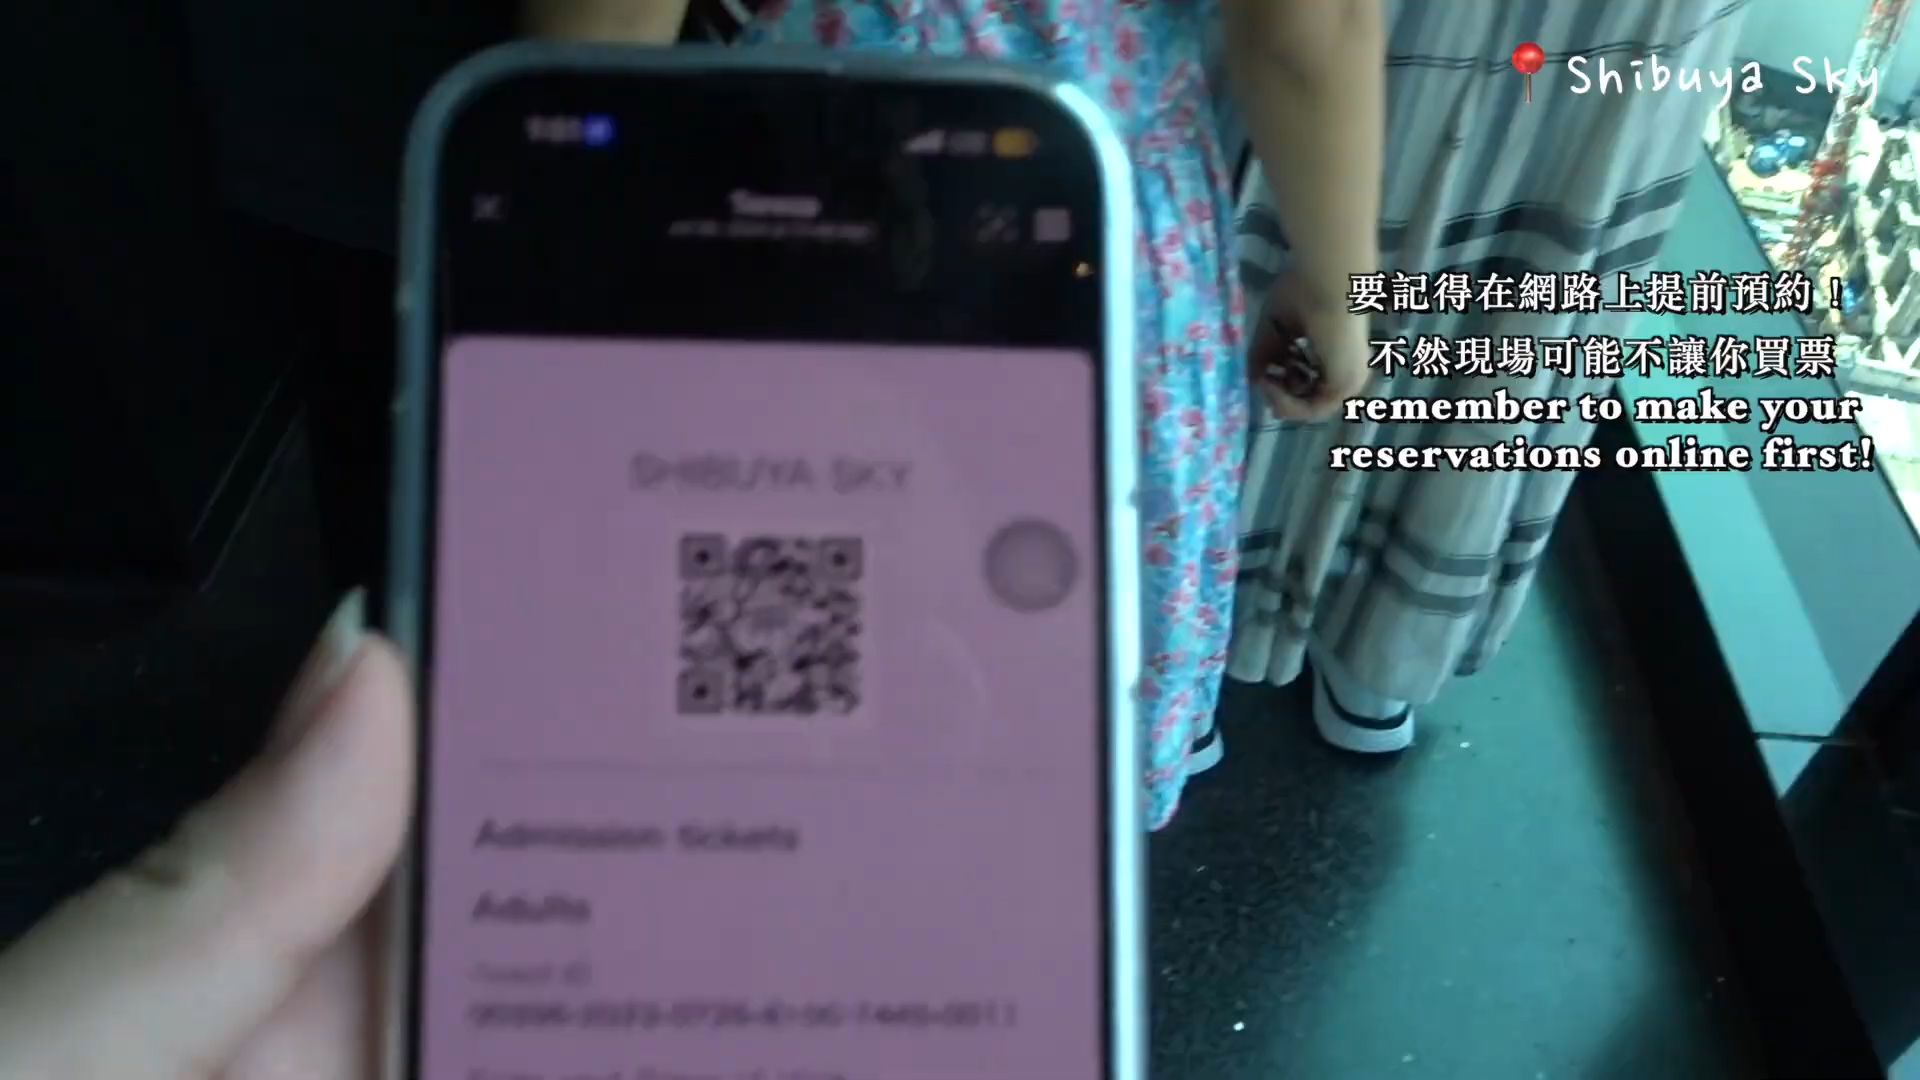 Shibuya Sky
要記得在網路上提前預約！
不然現場可能不讓你買票
remember to make your
reservations online first!
SHIBUYA SKY
Admission tickets
Adults